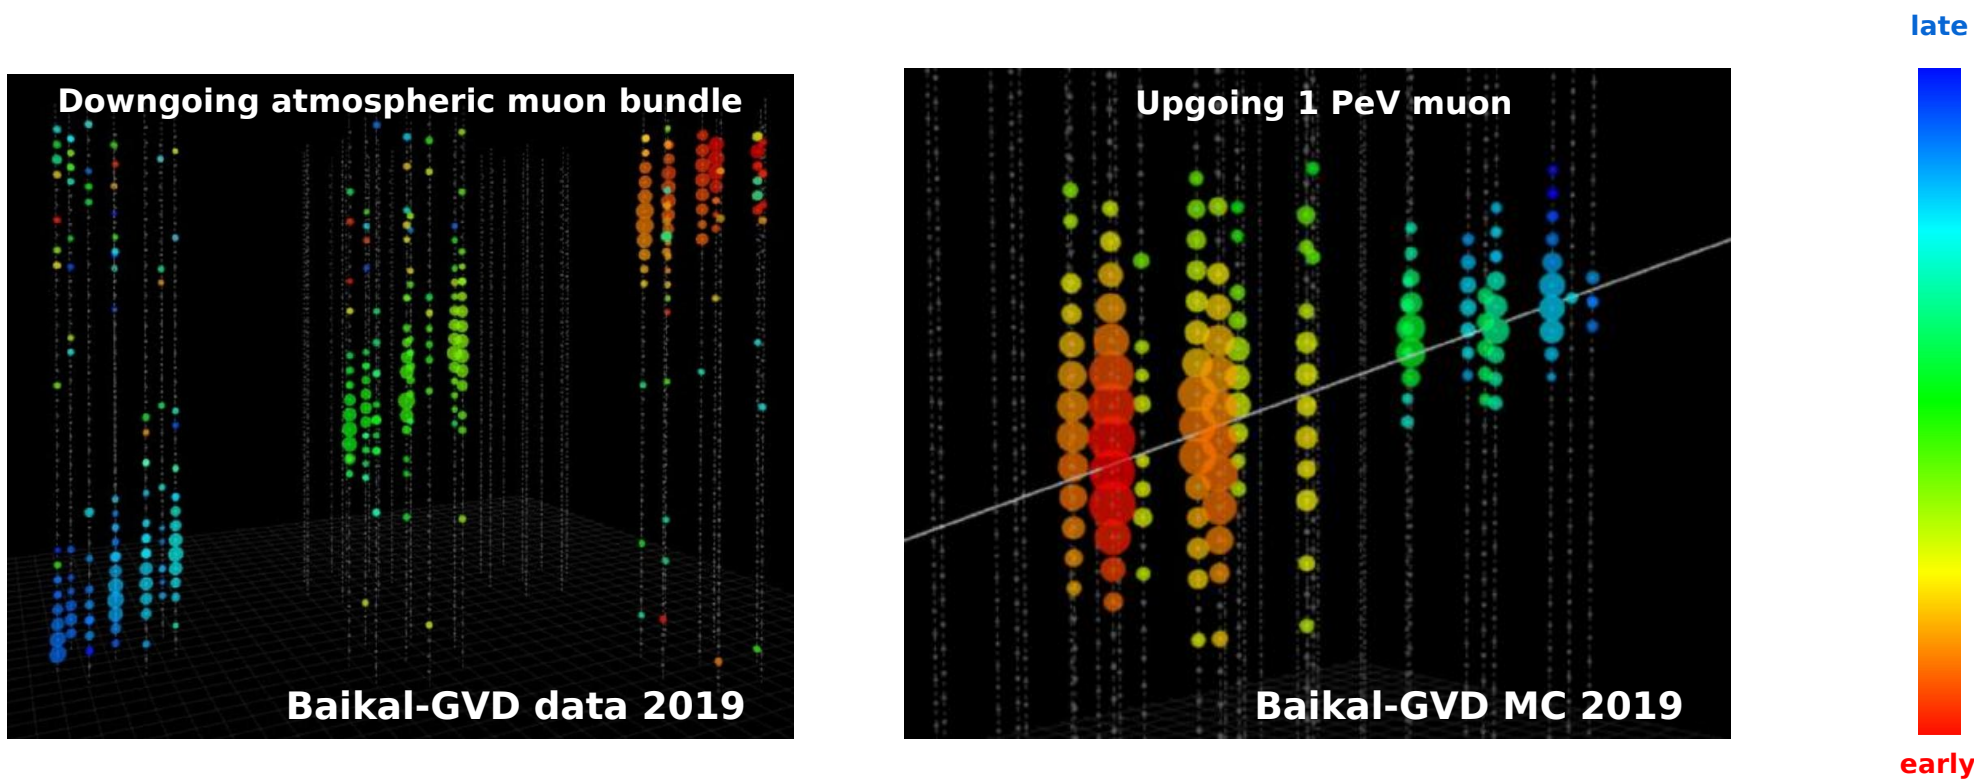 late
Downgoing atmospheric muon bundle
Upgoing 1 PeV muon
Baikal-GVD data 2019
Baikal-GVD MC 2019
early